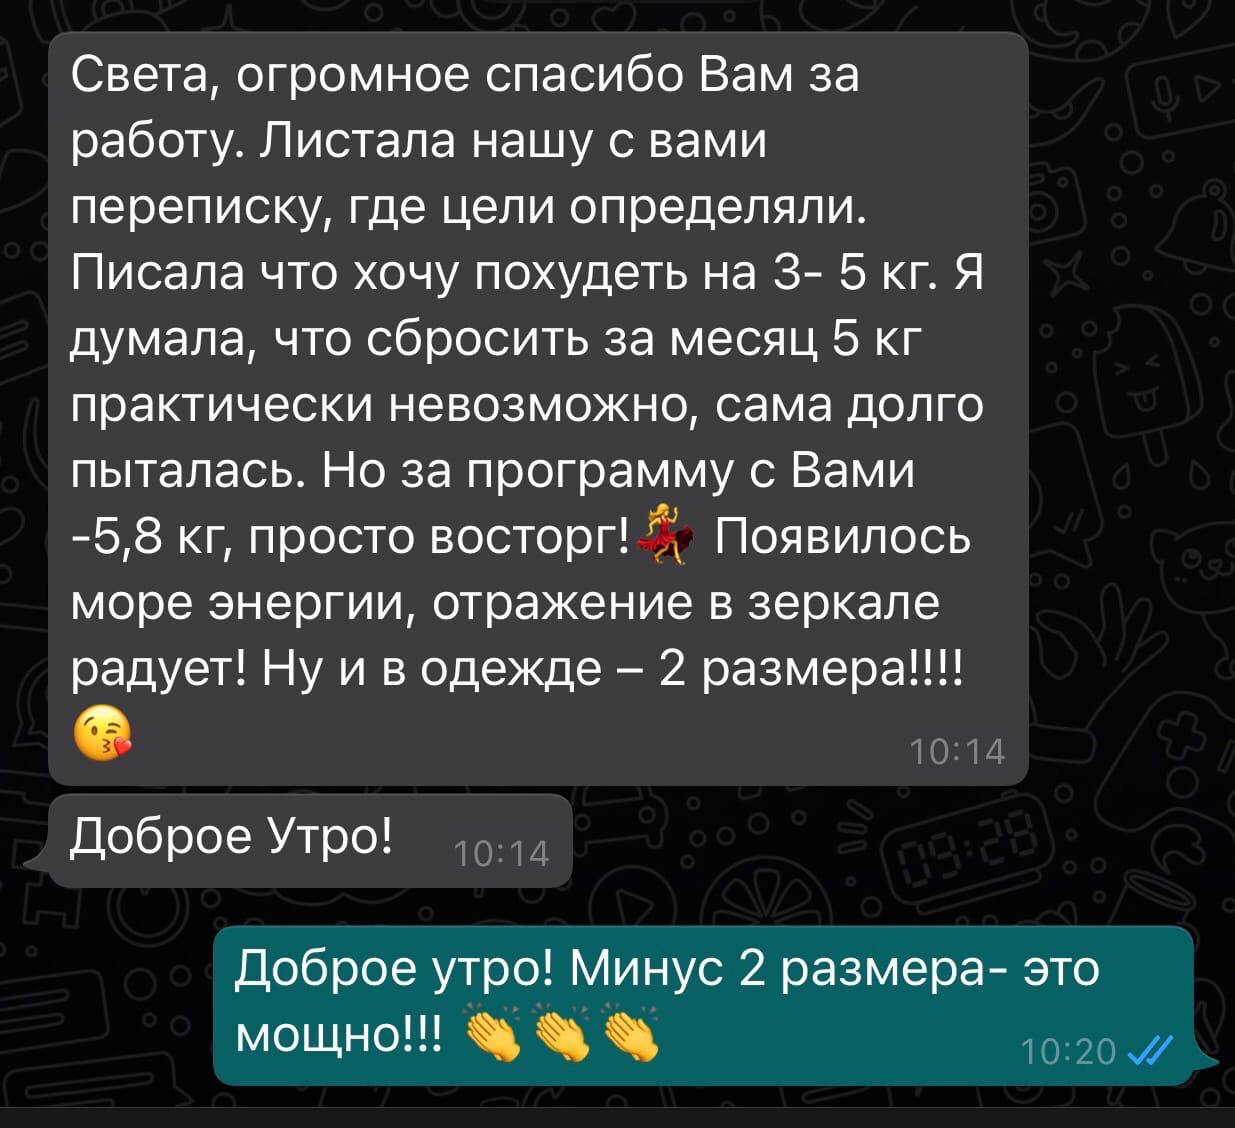 Света, огромное спасибо Вам за
работу. Листала нашу с вами
переписку, где цели определяли.
Писала что хочу похудеть на 3- 5 кг. Я
думала, что сбросить за месяц 5 кг
практически невозможно, сама долго
пыталась. Но за программу с Вами
-5,8 кг, просто восторг!💃 Появилось
море энергии, отражение в зеркале
радует! Ну и в одежде – 2 размера!!!!
😘
10:14
Доброе Утро!
10:14
09:28
Доброе утро! Минус 2 размера- это
мощно!!! 👏👏👏
10:20